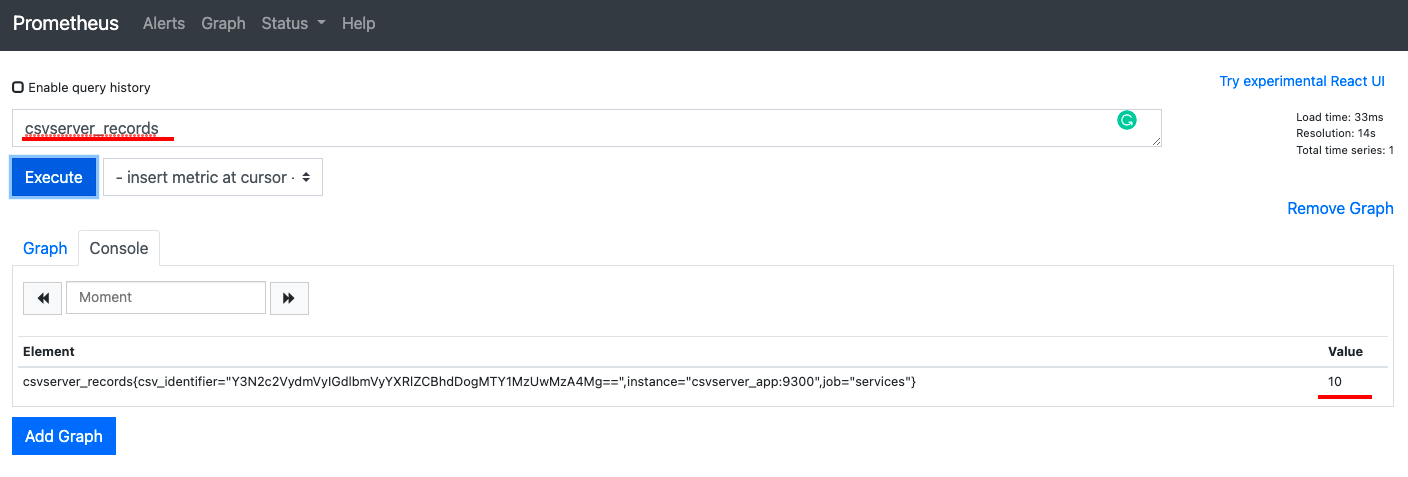 Prometheus Alerts Graph Status Help
Enable query history
Try experimental React UI
csvserver_records
Load time: 33ms
Resolution: 14s
Total time series: 1
Execute
- insert metric at cursor -
Remove Graph
Graph Console
Moment
Element Value
csvserver_records{csv_identifier="Y3N2c2VydmVyIGdlbmVyYXRlZCBhdDogMTY1MzUwMzA4Mg==",instance="csvserver_app:9300",job="services"} 10
Add Graph